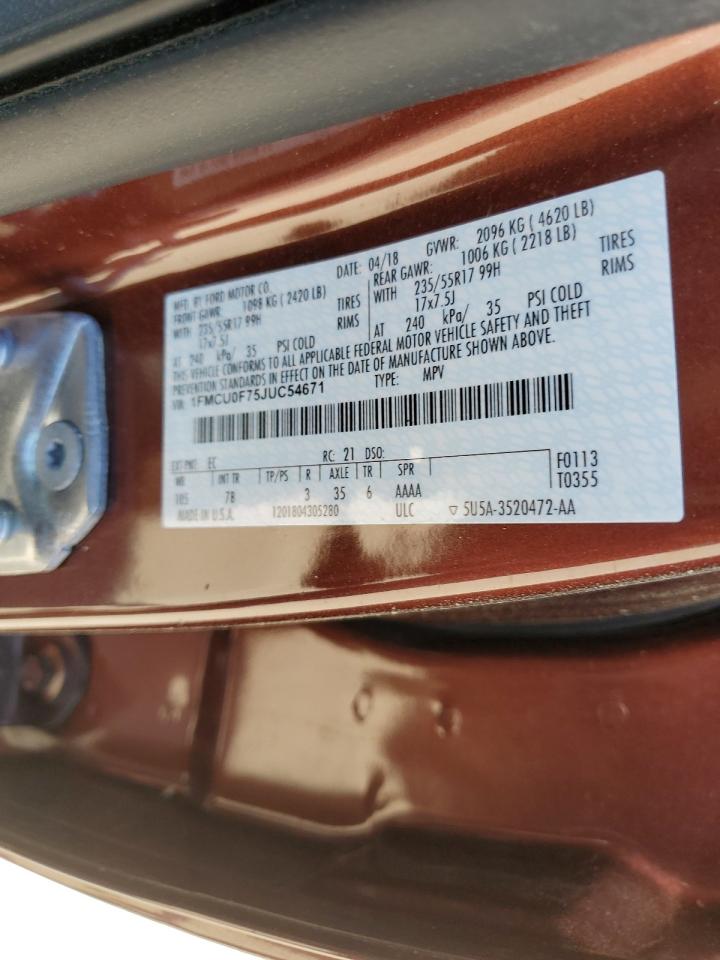 MFD. BY FORD MOTOR CO.
DATE: 04/18 GVWR: 2096 KG ( 4620 LB)
FRONT GAWR: 1098 KG ( 2420 LB)
REAR GAWR: 1006 KG ( 2218 LB)
WITH 235/55R17 99H TIRES
WITH 235/55R17 99H TIRES
17x7.5J RIMS
17x7.5J RIMS
AT 240 kPa/ 35 PSI COLD
AT 240 kPa/ 35 PSI COLD
THIS VEHICLE CONFORMS TO ALL APPLICABLE FEDERAL MOTOR VEHICLE SAFETY AND THEFT
PREVENTION STANDARDS IN EFFECT ON THE DATE OF MANUFACTURE SHOWN ABOVE.
VIN: 1FMCU0F75JUC54671 TYPE: MPV
EXT PNT: EC RC: 21 DSO:
WB INT TR TP/PS R AXLE TR SPR
F0113
105 7B 3 35 6 AAAA
T0355
MADE IN U.S.A. 1201804305280 ULC ▽ 5U5A-3520472-AA